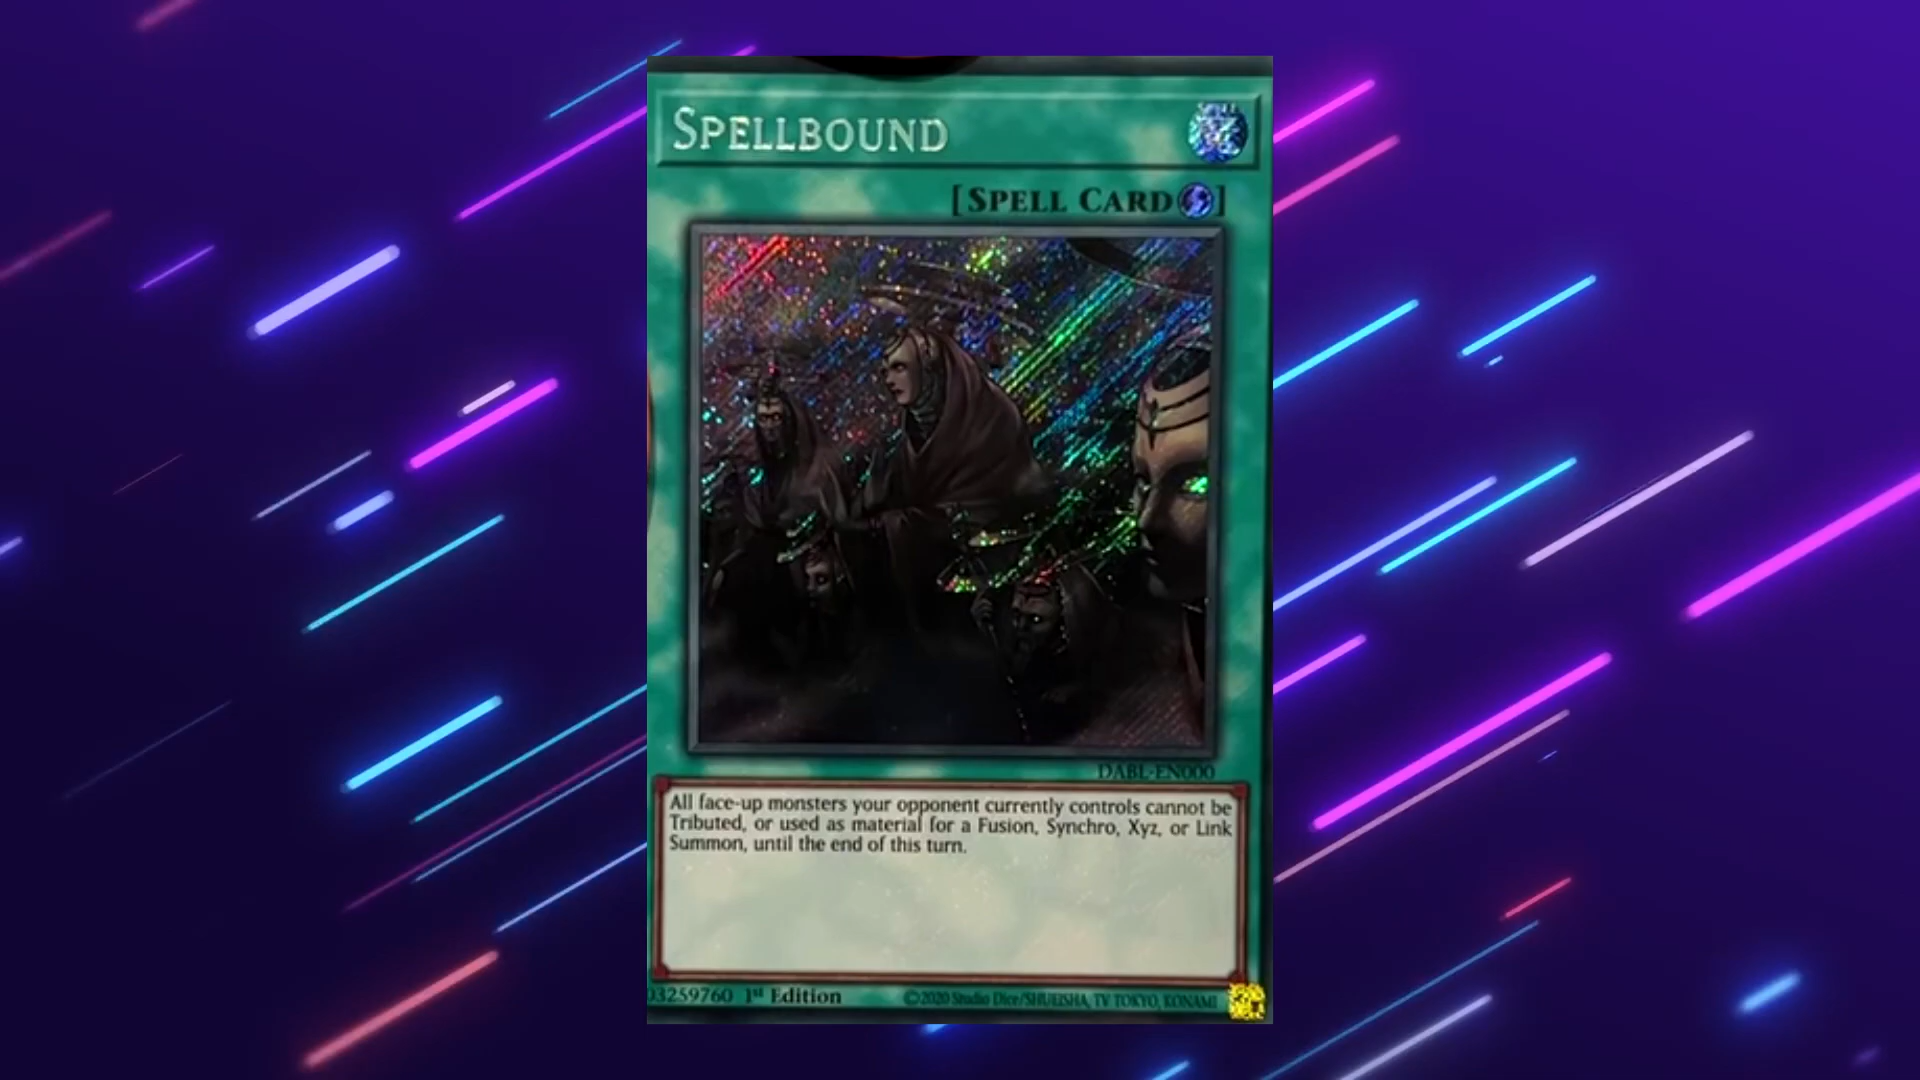 SPELLBOUND
[SPELL CARD]
DABL-EN000
All face-up monsters your opponent currently controls cannot be
Tributed, or used as material for a Fusion, Synchro, Xyz, or Link
Summon, until the end of this turn.
03259760 1st Edition ©2020 Studio Dice/SHUEISHA, TV TOKYO, KONAMI